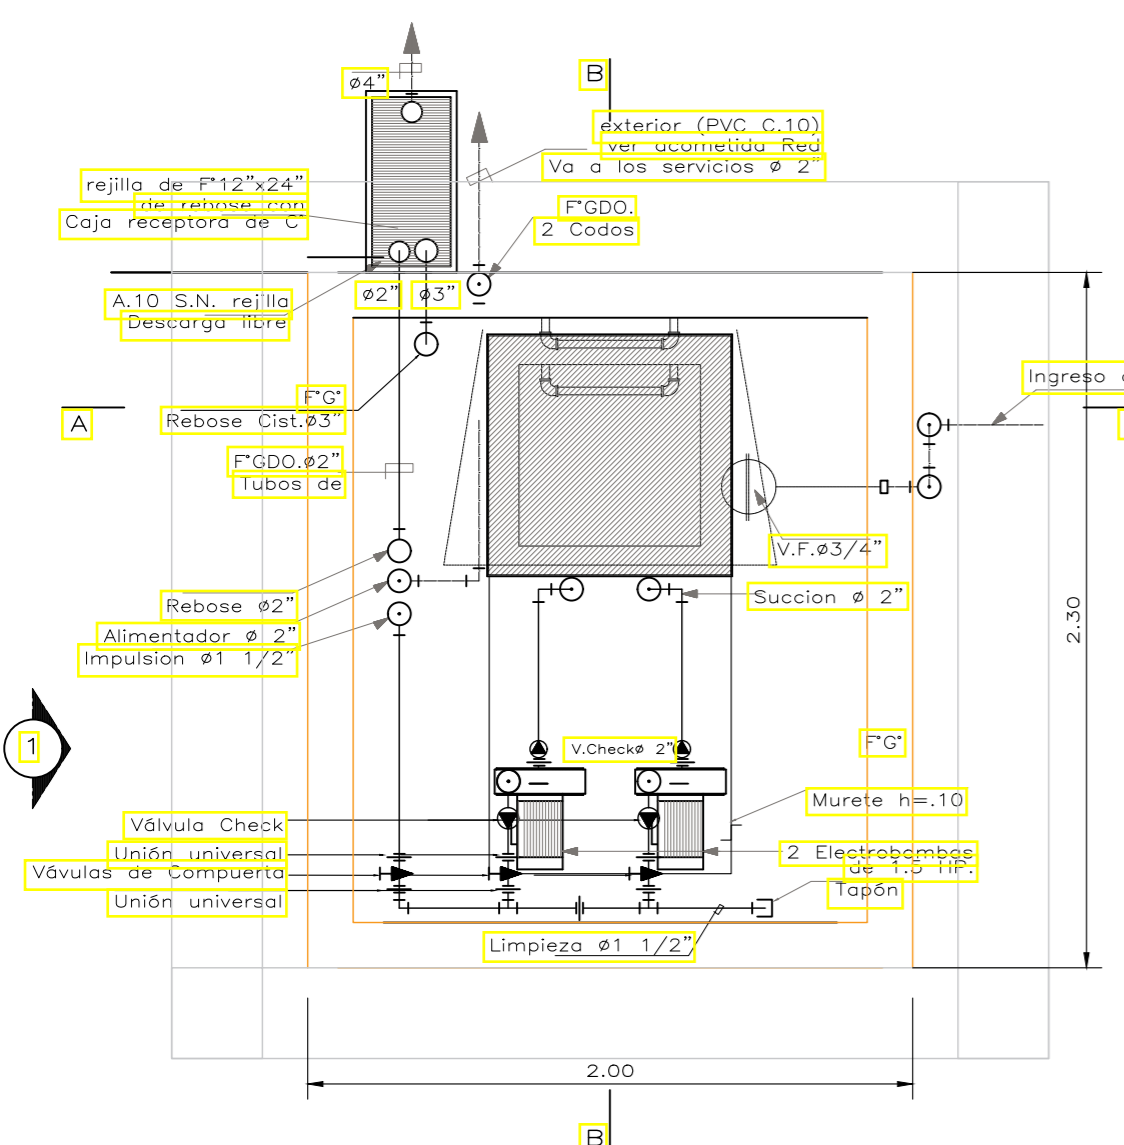 ø4"
B
exterior (PVC C.10)
ver acometida Red
Va a los servicios ø 2"
rejilla de F°12"x24"
de rebose con
Caja receptora de C°
F°GDO.
2 Codos
ø2"
ø3"
A.10 S.N. rejilla
Descarga libre
Ingreso
F°G°
Rebose Cist.ø3"
A
F°GDO.ø2"
Tubos de
V.F.ø3/4"
Rebose ø2"
Succion ø 2"
Alimentador ø 2"
Impulsion ø1 1/2"
2.30
1
V.Checkø 2"
F°G°
Murete h=.10
Válvula Check
Unión universal
Vávulas de Compuerta
Unión universal
2 Electrobombas
de 1.5 HP.
Tapón
Limpieza ø1 1/2"
2.00
B